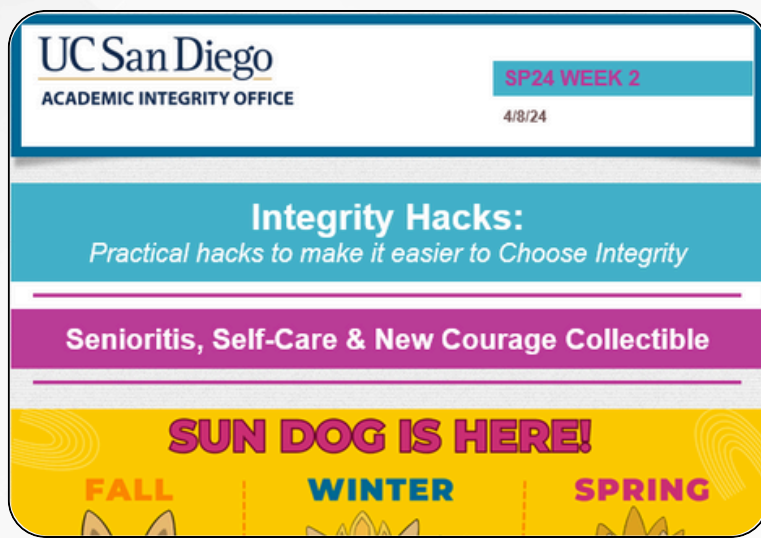 UC San Diego
ACADEMIC INTEGRITY OFFICE
SP24 WEEK 2
4/8/24
Integrity Hacks:
Practical hacks to make it easier to Choose Integrity
Senioritis, Self-Care & New Courage Collectible
SUN DOG IS HERE!
FALL WINTER SPRING